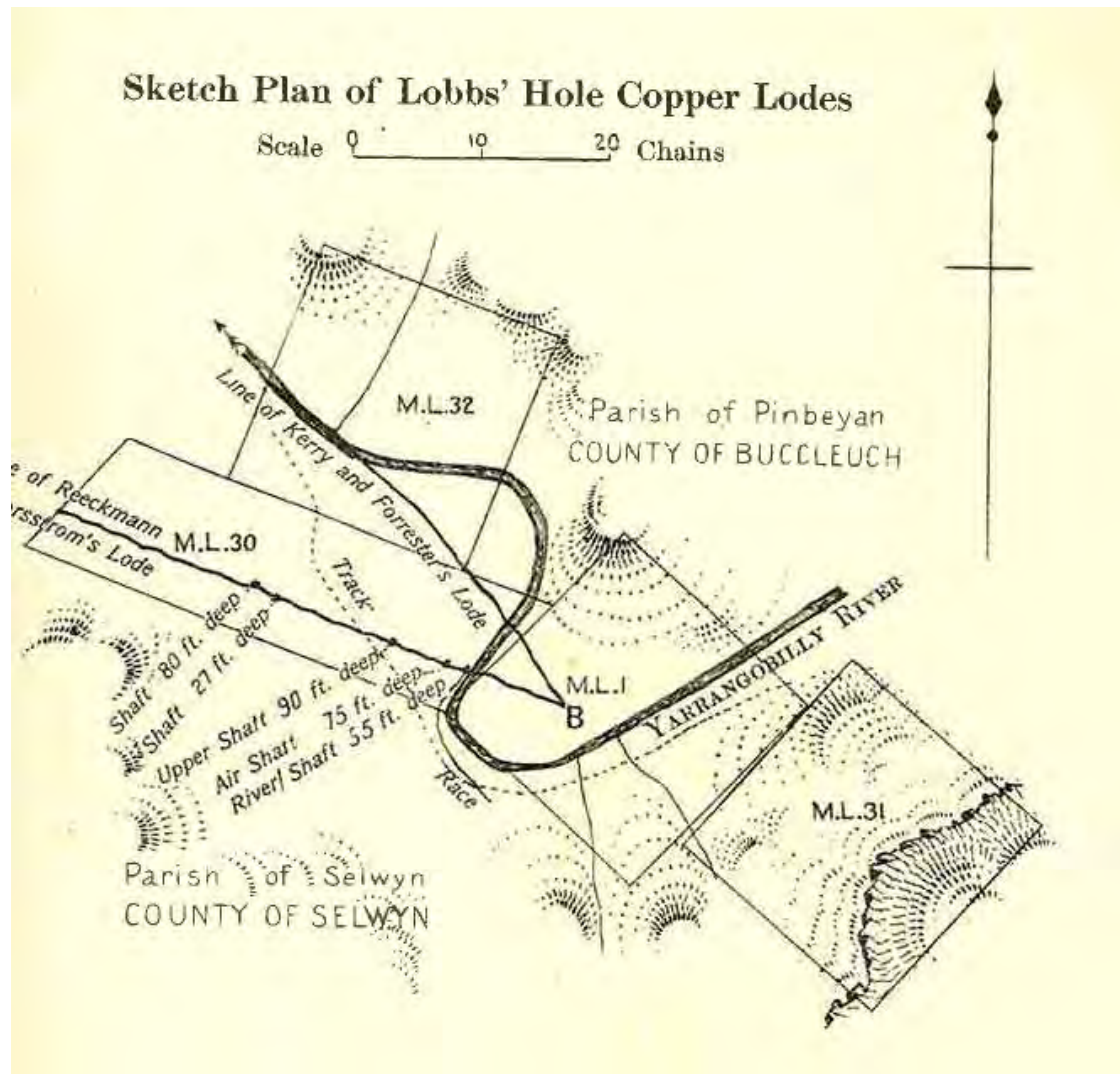 Sketch Plan of Lobbs' Hole Copper Lodes
Scale 0 10 20 Chains
M.L.32
Line of Kerry and Forrester's Lode
Parish of Pinbeyan
COUNTY OF BUCCLEUCH
e of Reeckmann
orsstrom's Lode
M.L.30
Track
Shaft 80 ft. deep
Shaft 27 ft. deep
Upper Shaft 90 ft. deep
Air Shaft 75 ft. deep
River Shaft 55 ft. deep
M.L.1
B
YARRANGOBILLY RIVER
Race
M.L.31
Parish of Selwyn
COUNTY OF SELWYN